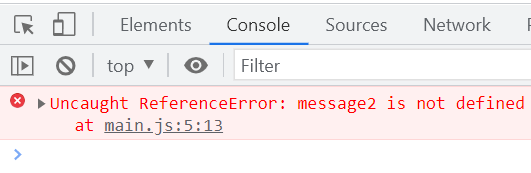 Elements Console Sources Network
top ▼ Filter
Uncaught ReferenceError: message2 is not defined
at main.js:5:13